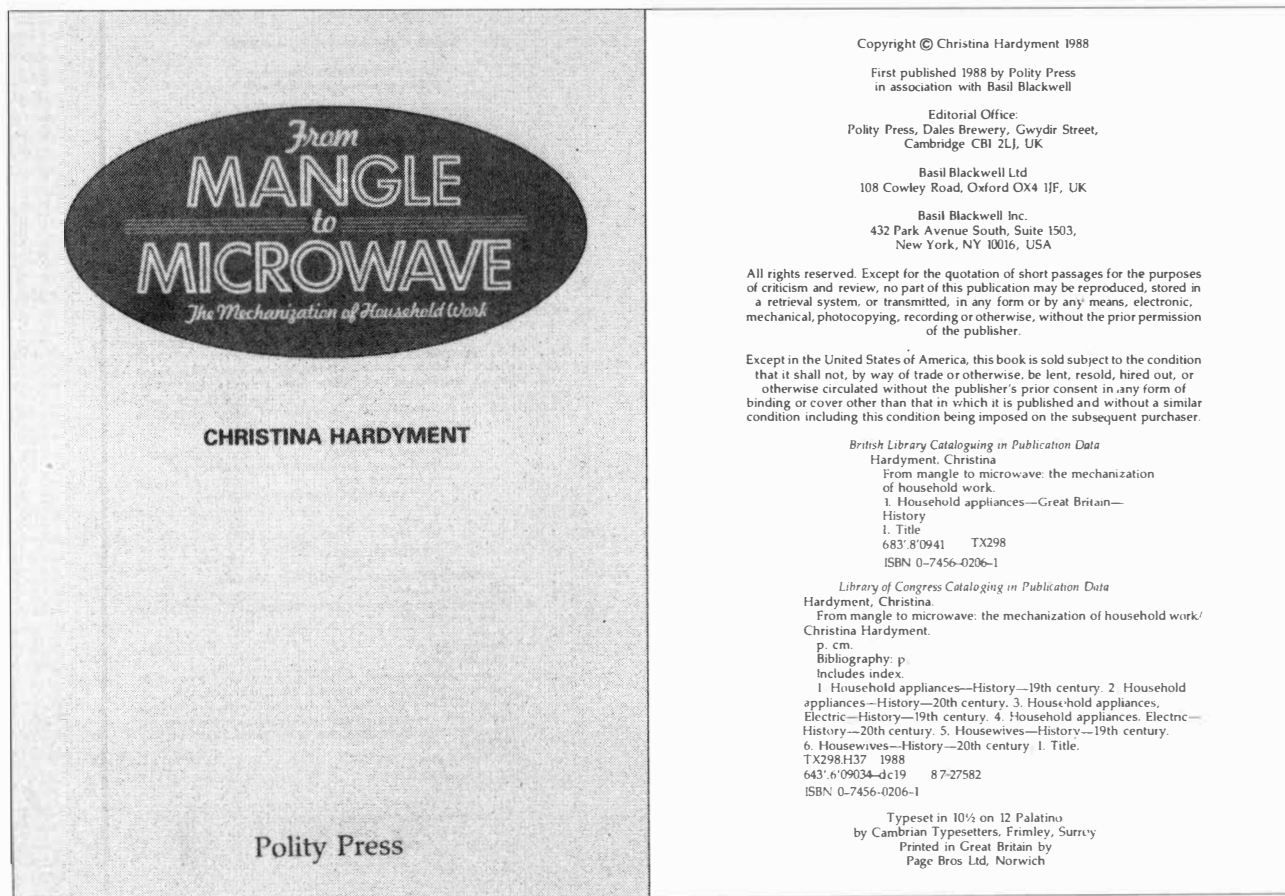 From
MANGLE
to
MICROWAVE
The Mechanization of Household Work
CHRISTINA HARDYMENT
Polity Press
Copyright © Christina Hardyment 1988
First published 1988 by Polity Press
in association with Basil Blackwell
Editorial Office:
Polity Press, Dales Brewery, Gwydir Street,
Cambridge CB1 2LJ, UK
Basil Blackwell Ltd
108 Cowley Road, Oxford OX4 1JF, UK
Basil Blackwell Inc.
432 Park Avenue South, Suite 1503,
New York, NY 10016, USA
All rights reserved. Except for the quotation of short passages for the purposes
of criticism and review, no part of this publication may be reproduced, stored in
a retrieval system, or transmitted, in any form or by any means, electronic,
mechanical, photocopying, recording or otherwise, without the prior permission
of the publisher.
Except in the United States of America, this book is sold subject to the condition
that it shall not, by way of trade or otherwise, be lent, resold, hired out, or
otherwise circulated without the publisher's prior consent in any form of
binding or cover other than that in which it is published and without a similar
condition including this condition being imposed on the subsequent purchaser.
British Library Cataloguing in Publication Data
Hardyment, Christina
From mangle to microwave: the mechanization
of household work.
1. Household appliances—Great Britain—
History
I. Title
683'.8'0941 TX298
ISBN 0-7456-0206-1
Library of Congress Cataloging in Publication Data
Hardyment, Christina.
From mangle to microwave: the mechanization of household work/
Christina Hardyment.
p. cm.
Bibliography: p.
Includes index.
1. Household appliances—History—19th century. 2. Household
appliances—History—20th century. 3. Household appliances,
Electric—History—19th century. 4. Household appliances. Electric—
History—20th century. 5. Housewives—History—19th century.
6. Housewives—History—20th century I. Title.
TX298.H37 1988
643'.6'09034–dc19 87-27582
ISBN 0-7456-0206-1
Typeset in 10½ on 12 Palatino
by Cambrian Typesetters, Frimley, Surrey
Printed in Great Britain by
Page Bros Ltd, Norwich